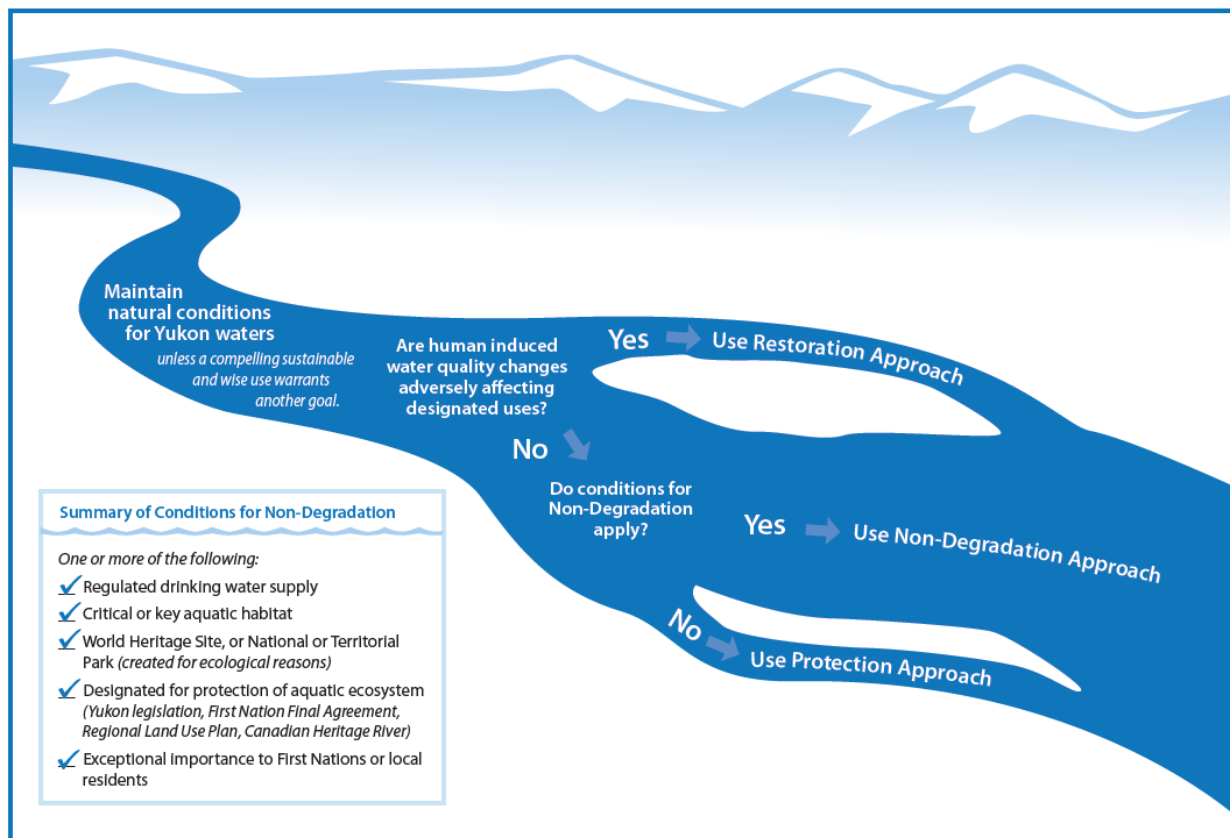 Maintain
natural conditions
for Yukon waters
unless a compelling sustainable
and wise use warrants
another goal.
Are human induced
water quality changes
adversely affecting
designated uses?
Yes
Use Restoration Approach
No
Do conditions for
Non-Degradation
apply?
Yes
Use Non-Degradation Approach
No
Use Protection Approach
Summary of Conditions for Non-Degradation
One or more of the following:
Regulated drinking water supply
Critical or key aquatic habitat
World Heritage Site, or National or Territorial
Park (created for ecological reasons)
Designated for protection of aquatic ecosystem
(Yukon legislation, First Nation Final Agreement,
Regional Land Use Plan, Canadian Heritage River)
Exceptional importance to First Nations or local
residents